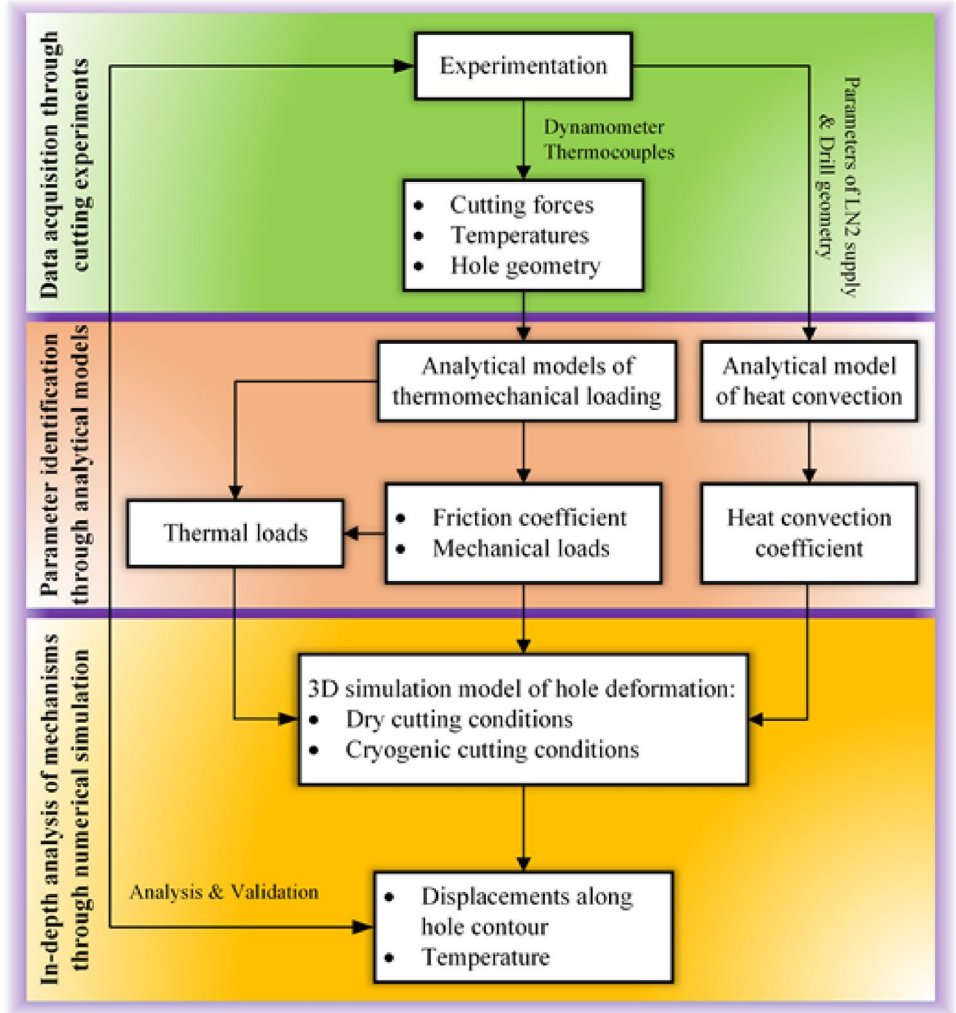 Data acquisition through
cutting experiments
Experimentation
Dynamometer
Thermocouples
Parameters of LN2 supply
& Drill geometry
• Cutting forces
• Temperatures
• Hole geometry
Parameter identification
through analytical models
Analytical models of
thermomechanical loading
Analytical model
of heat convection
Thermal loads
• Friction coefficient
• Mechanical loads
Heat convection
coefficient
In-depth analysis of mechanisms
through numerical simulation
3D simulation model of hole deformation:
• Dry cutting conditions
• Cryogenic cutting conditions
Analysis & Validation
• Displacements along
hole contour
• Temperature